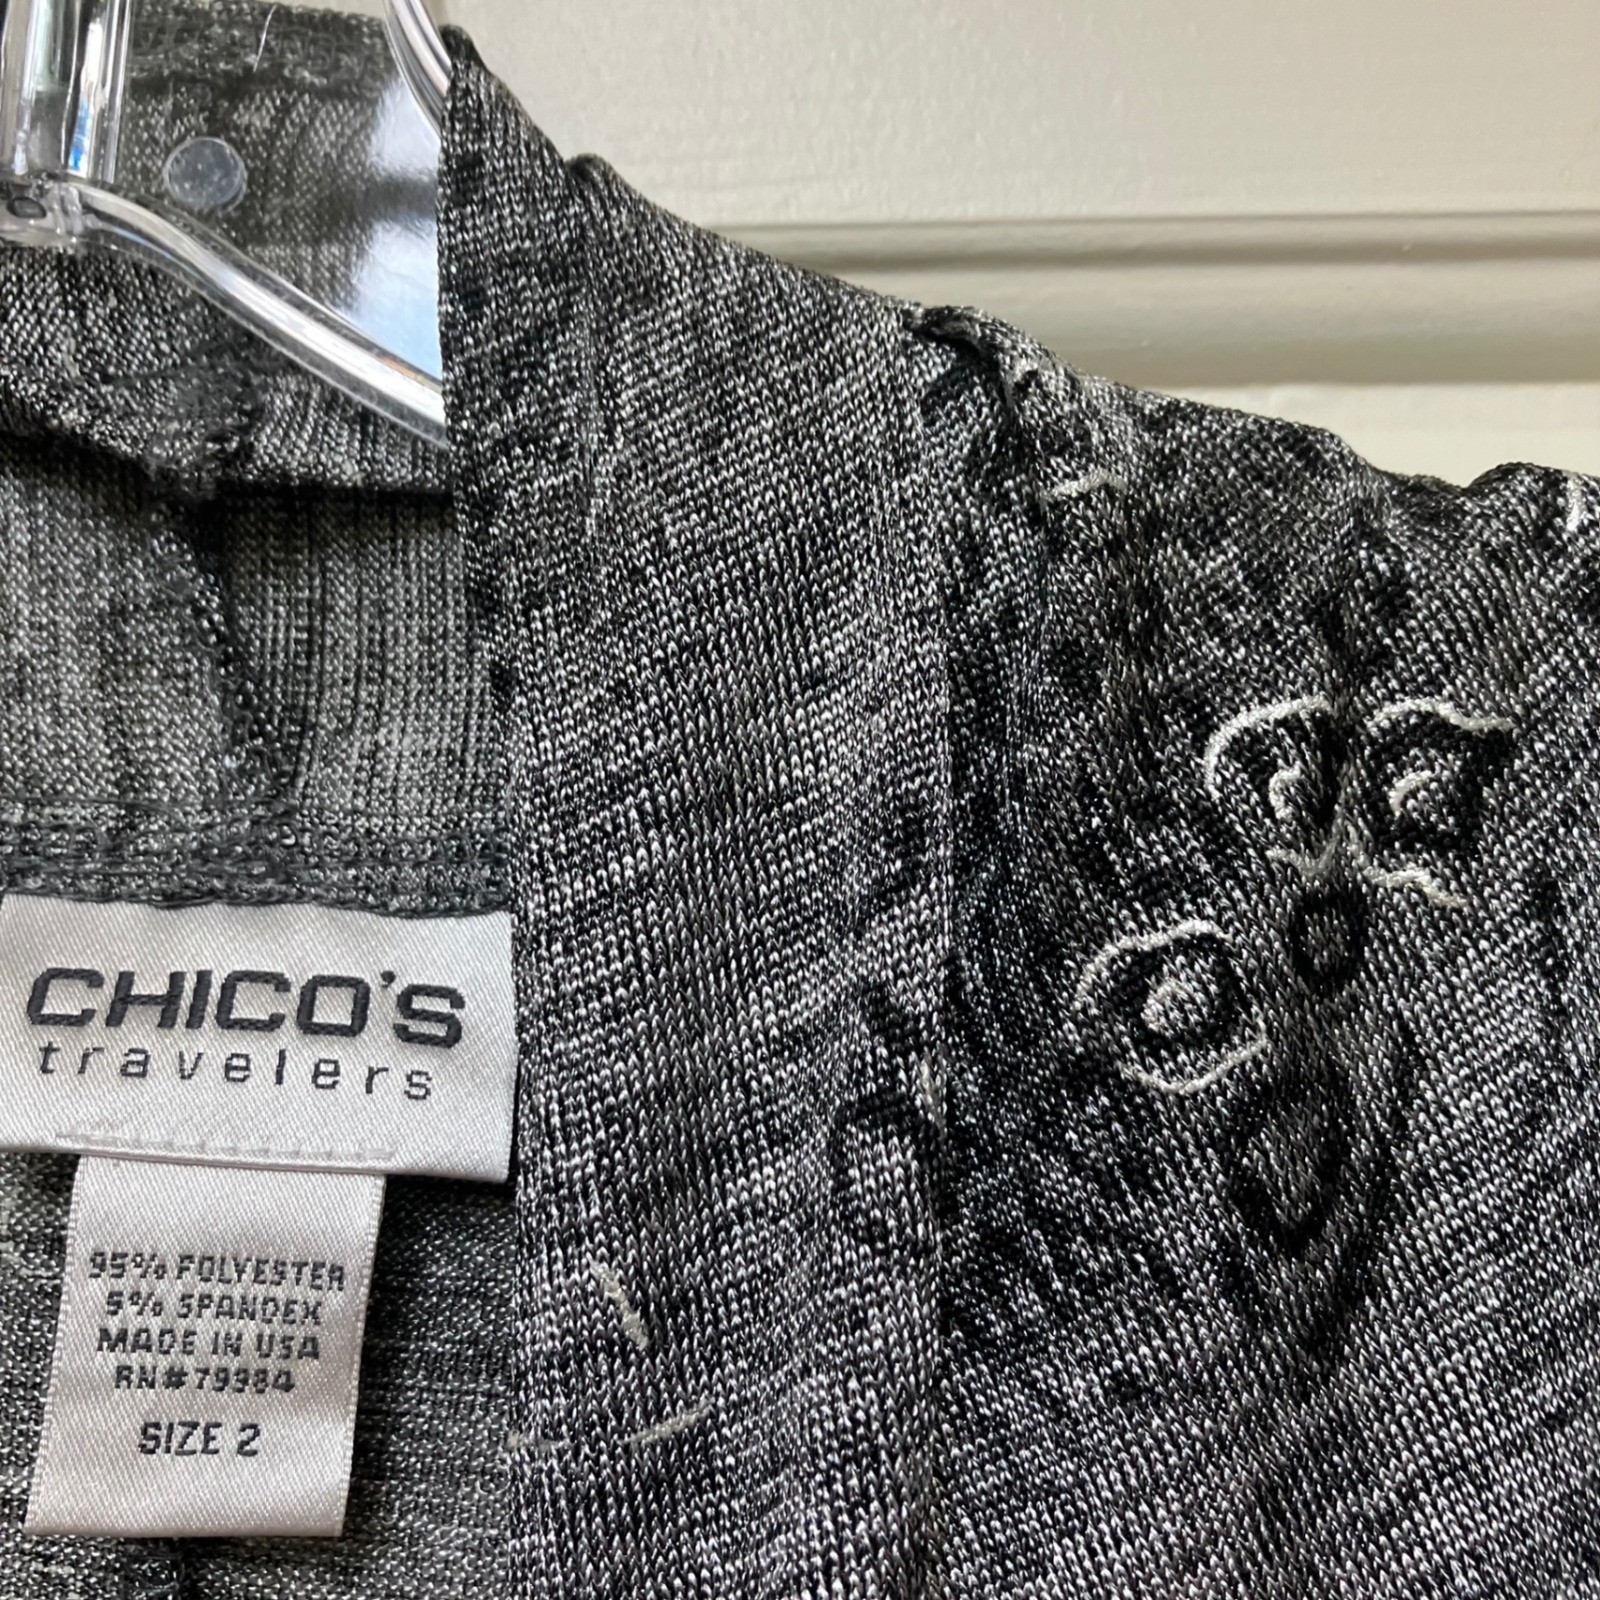 CHICO'S
travelers
95% POLYESTER
5% SPANDEX
MADE IN USA
RN#79984
SIZE 2